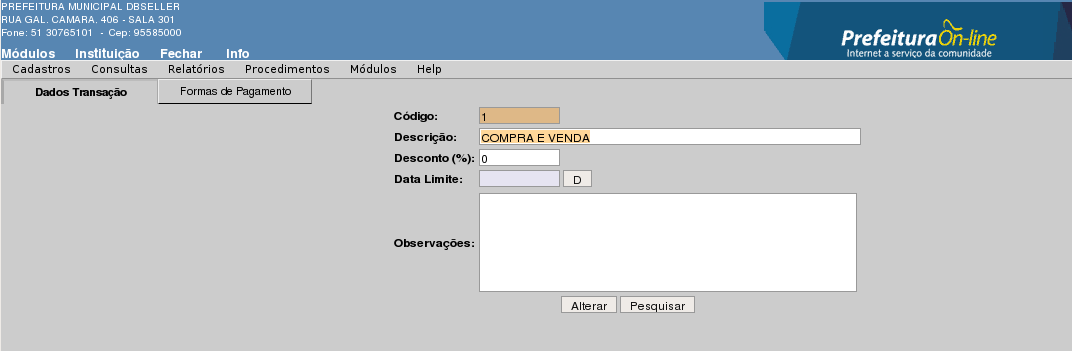 PREFEITURA MUNICIPAL DBSELLER
RUA GAL. CAMARA. 406 - SALA 301
Fone: 51 30765101 - Cep: 95585000
Módulos Instituição Fechar Info
PrefeituraOn-line
Internet a serviço da comunidade
Cadastros Consultas Relatórios Procedimentos Módulos Help
Dados Transação Formas de Pagamento
Código: 1
Descrição: COMPRA E VENDA
Desconto (%): 0
Data Limite: D
Observações:
Alterar Pesquisar